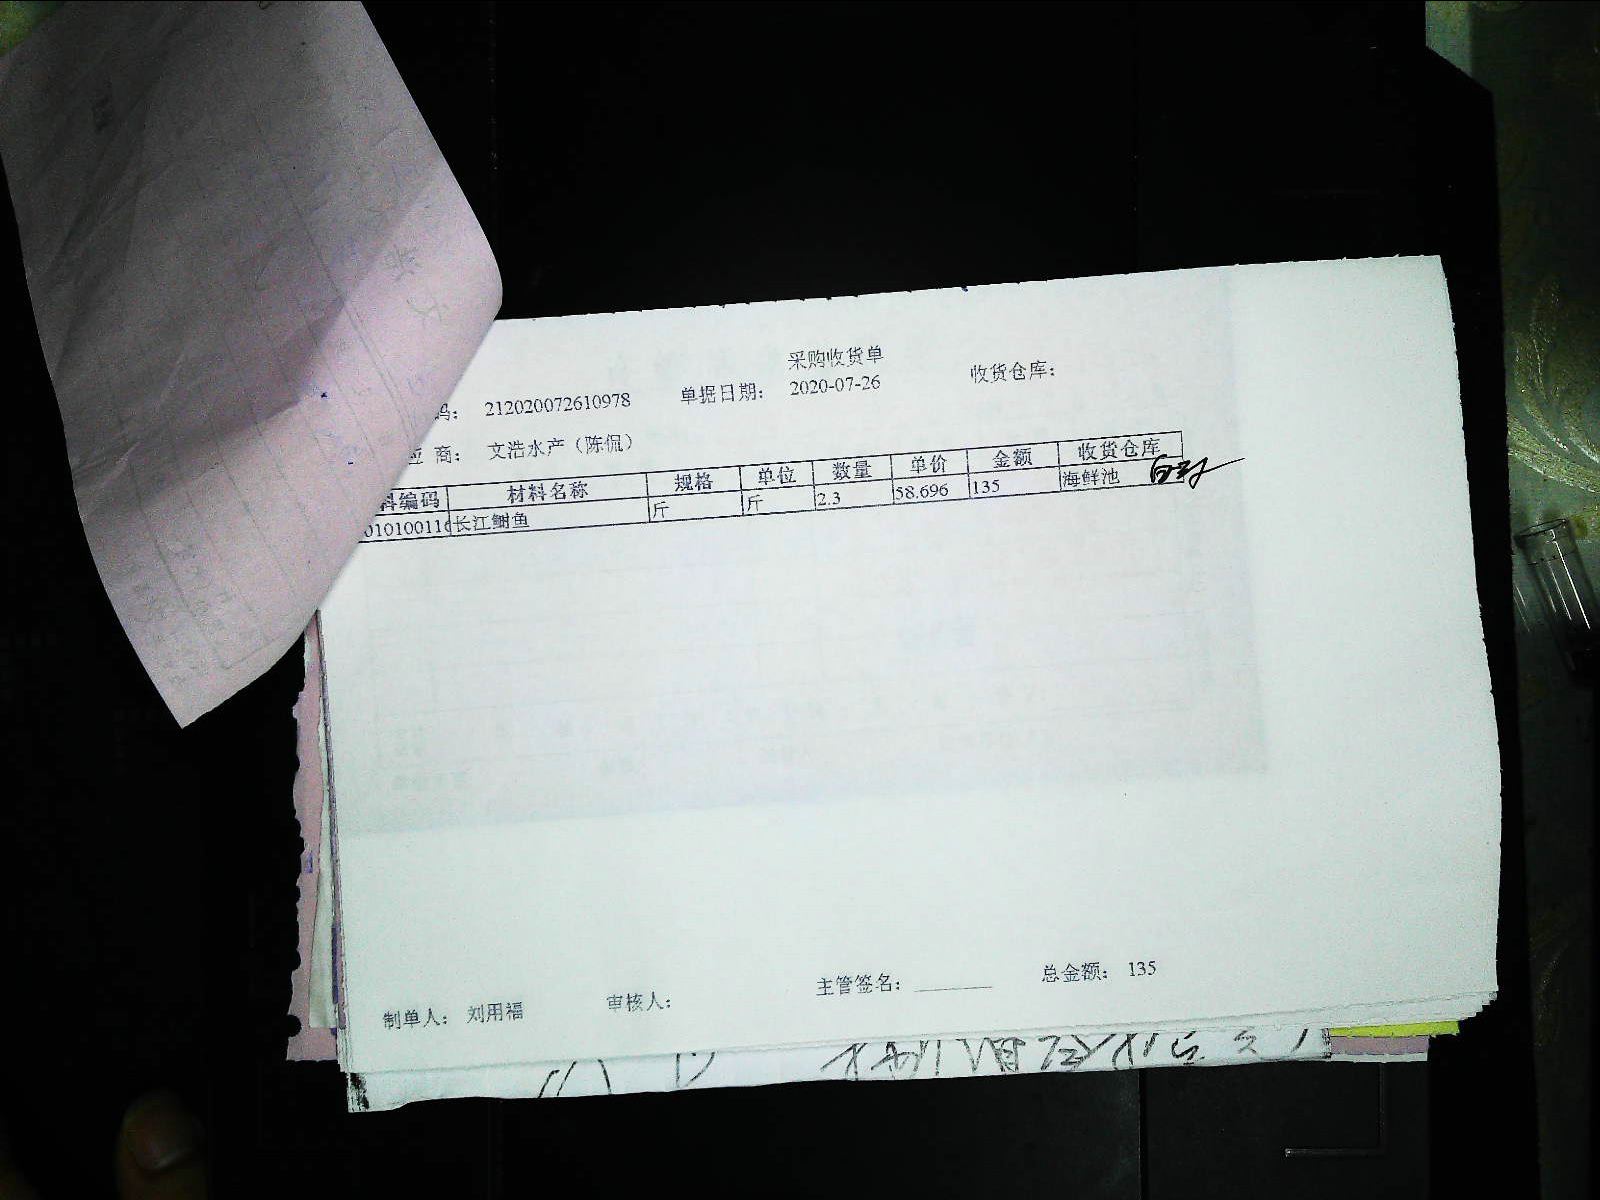 采购收货单
码： 212020072610978 单据日期： 2020-07-26 收货仓库：
应 商： 文浩水产（陈侃）
料编码 材料名称 规格 单位 数量 单价 金额 收货仓库
01010011 长江鮰鱼 斤 斤 2.3 58.696 135 海鲜池
制单人： 刘用福 审核人： 主管签名： 总金额： 135